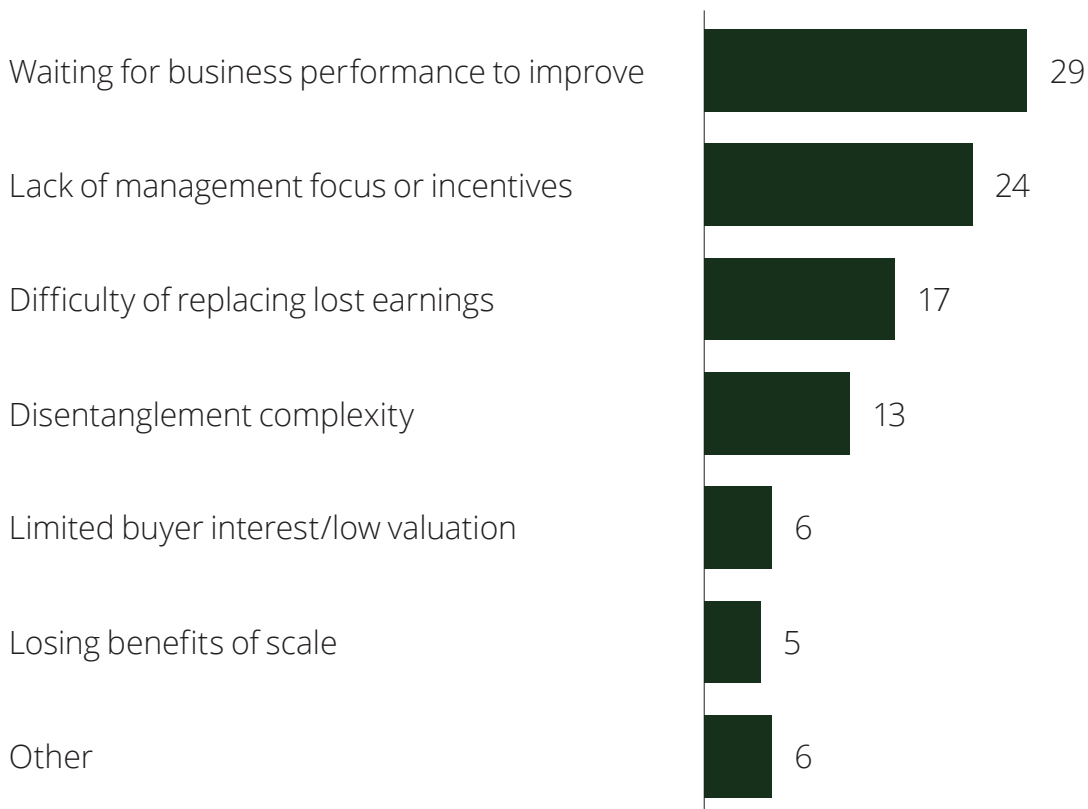 Waiting for business performance to improve 29
Lack of management focus or incentives 24
Difficulty of replacing lost earnings 17
Disentanglement complexity 13
Limited buyer interest/low valuation 6
Losing benefits of scale 5
Other 6